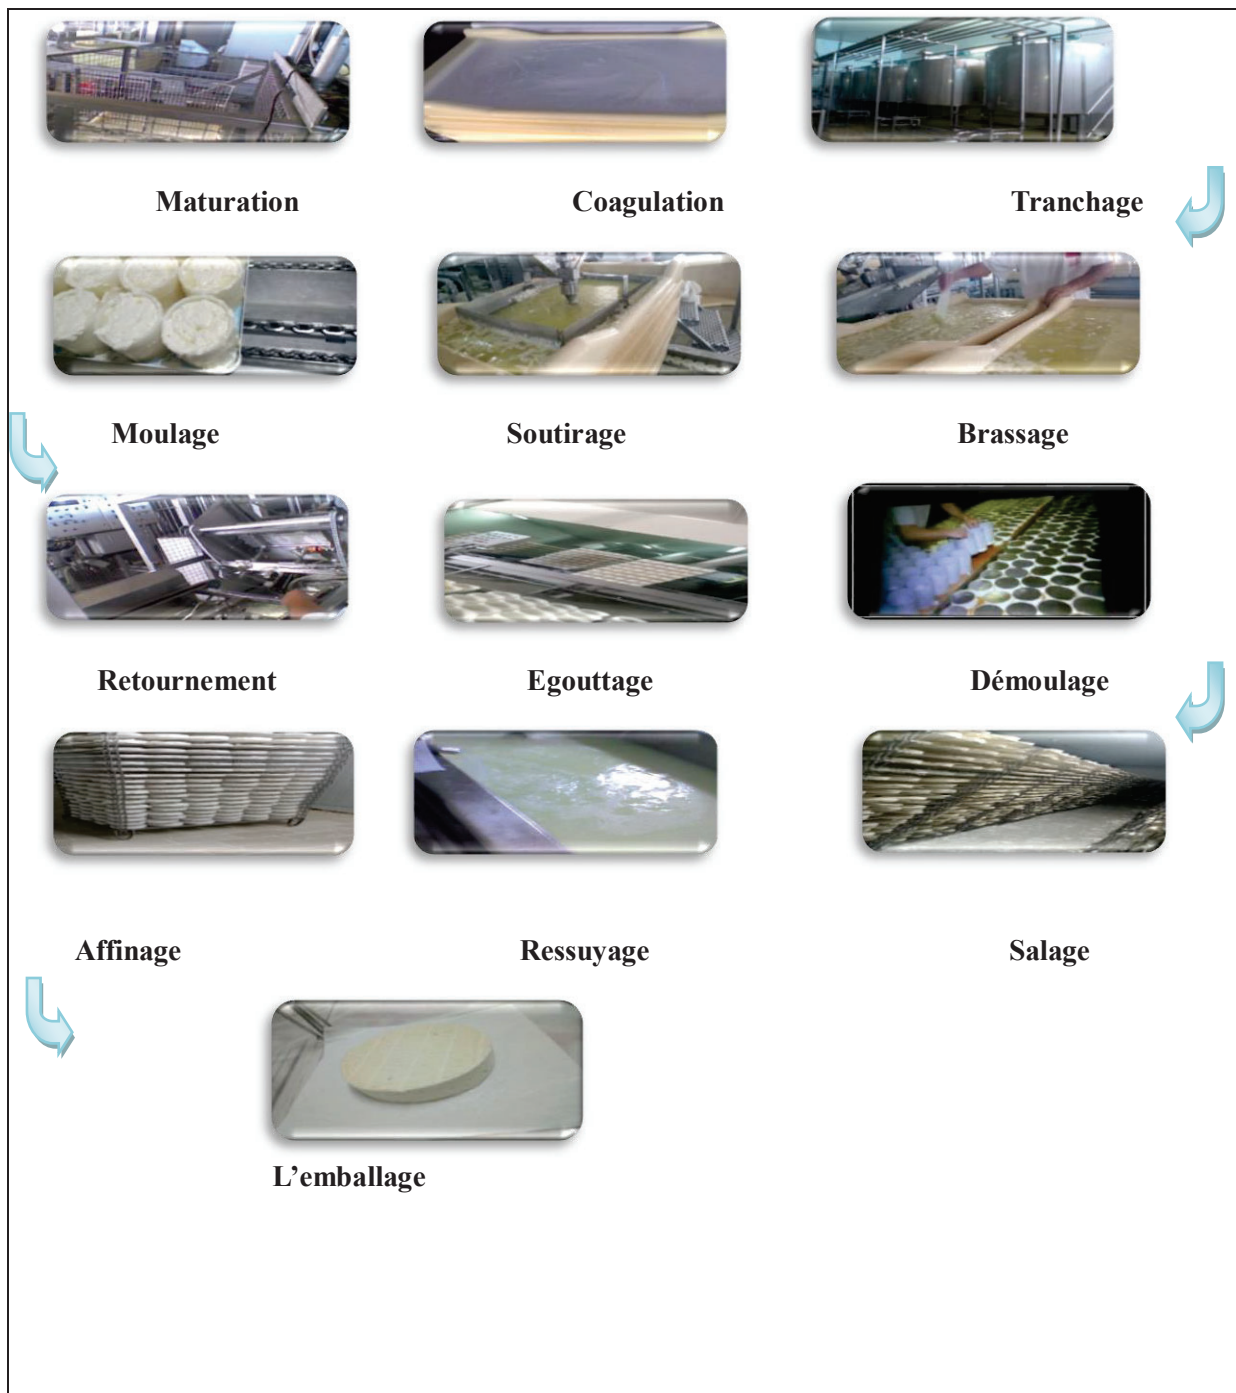 Maturation Coagulation Tranchage
Moulage Soutirage Brassage
Retournement Egouttage Démoulage
Affinage Ressuyage Salage
L’emballage